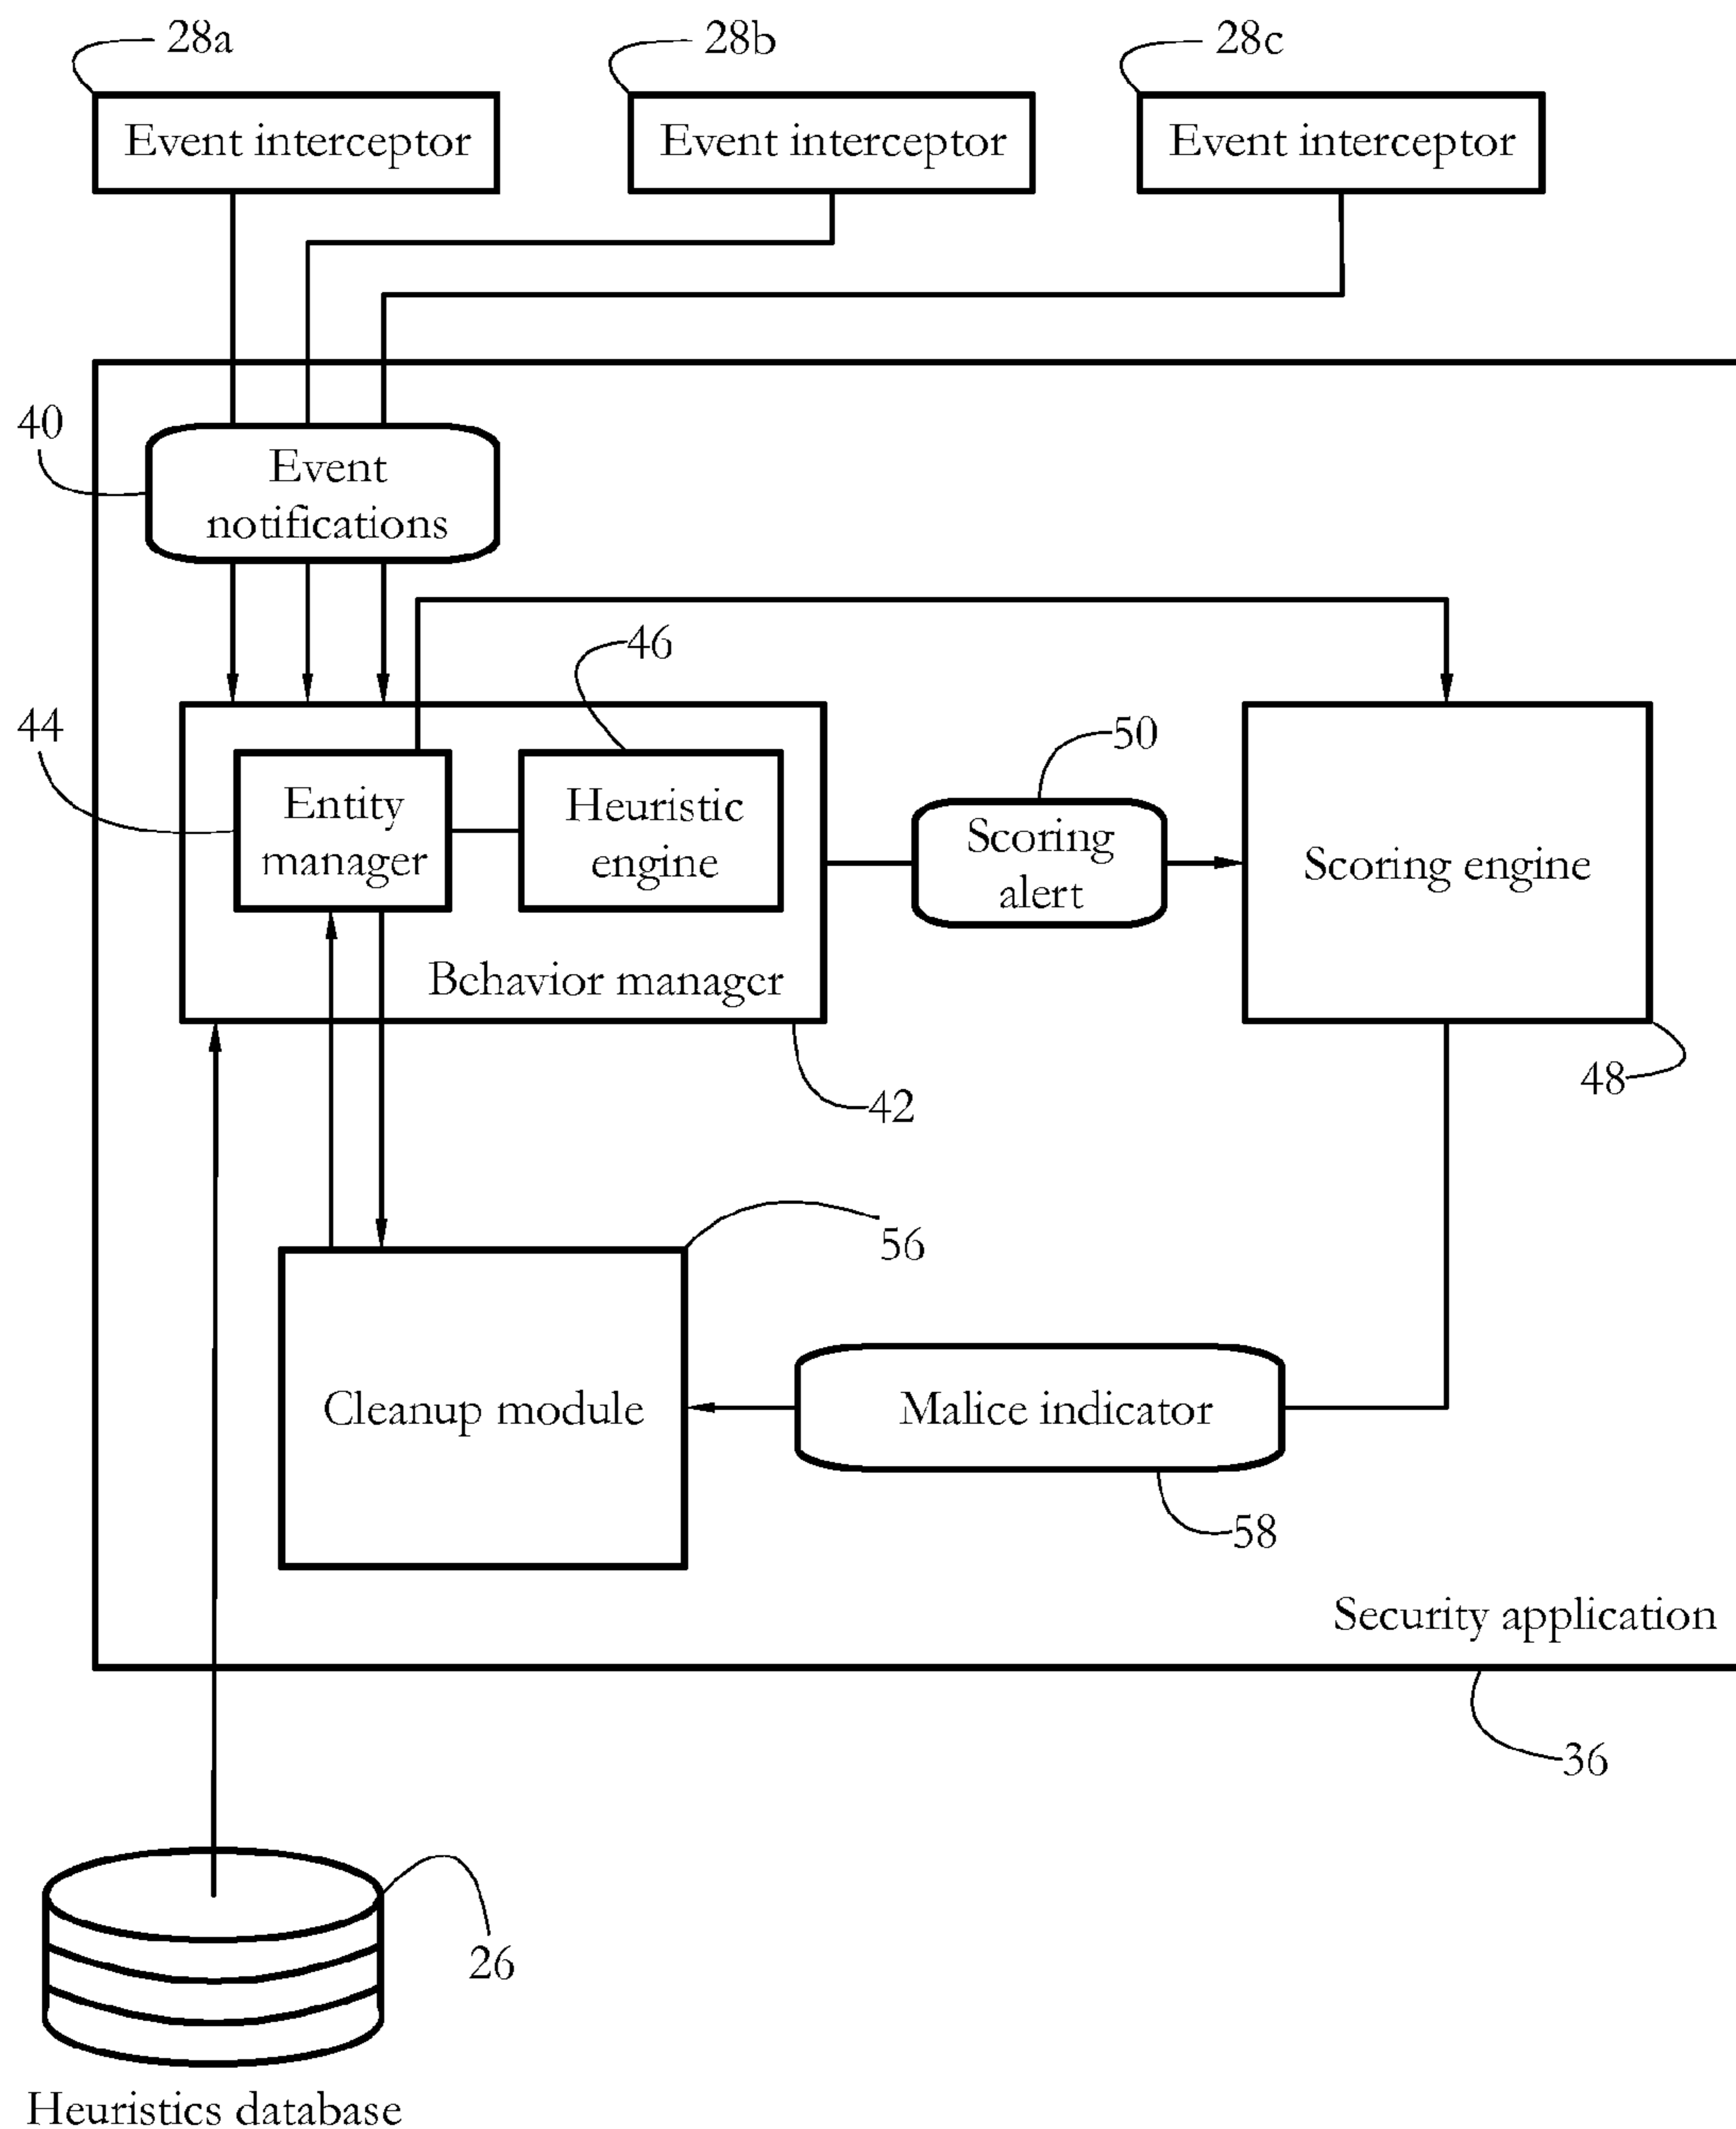 28a
28b
28c
Event interceptor
Event interceptor
Event interceptor
40
Event
notifications
46
44
50
Entity
manager
Heuristic
engine
Scoring
alert
Scoring engine
Behavior manager
48
42
56
Cleanup module
Malice indicator
58
Security application
36
26
Heuristics database